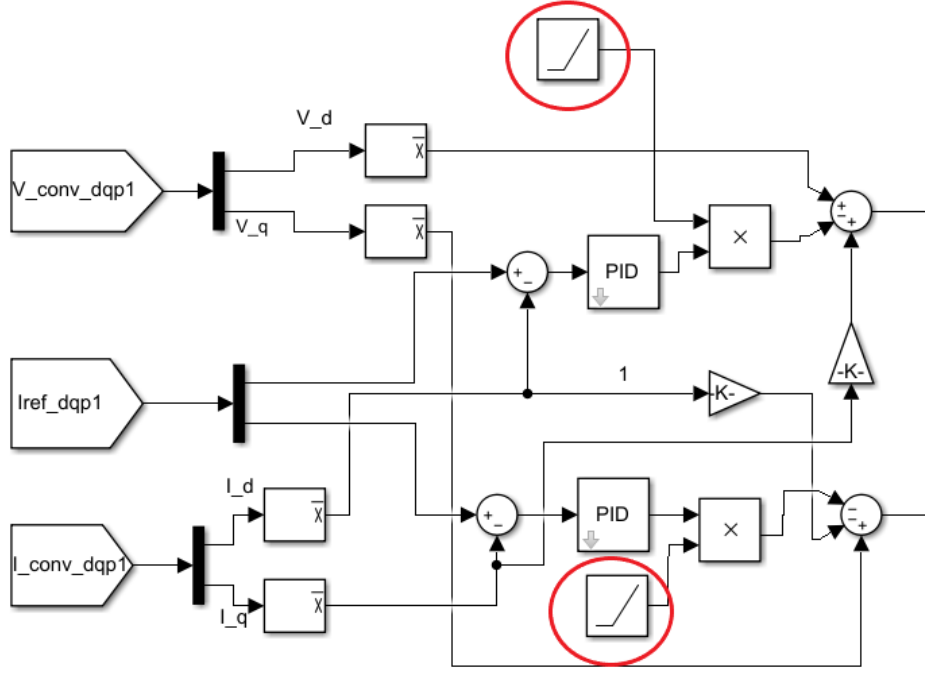 V_d
V_conv_dqp1
V_q
x
x
×
+
-
+
+
-
PID
Iref_dqp1
1
-K-
-K-
I_d
x
+
-
PID
×
-
-
+
I_conv_dqp1
I_q
x